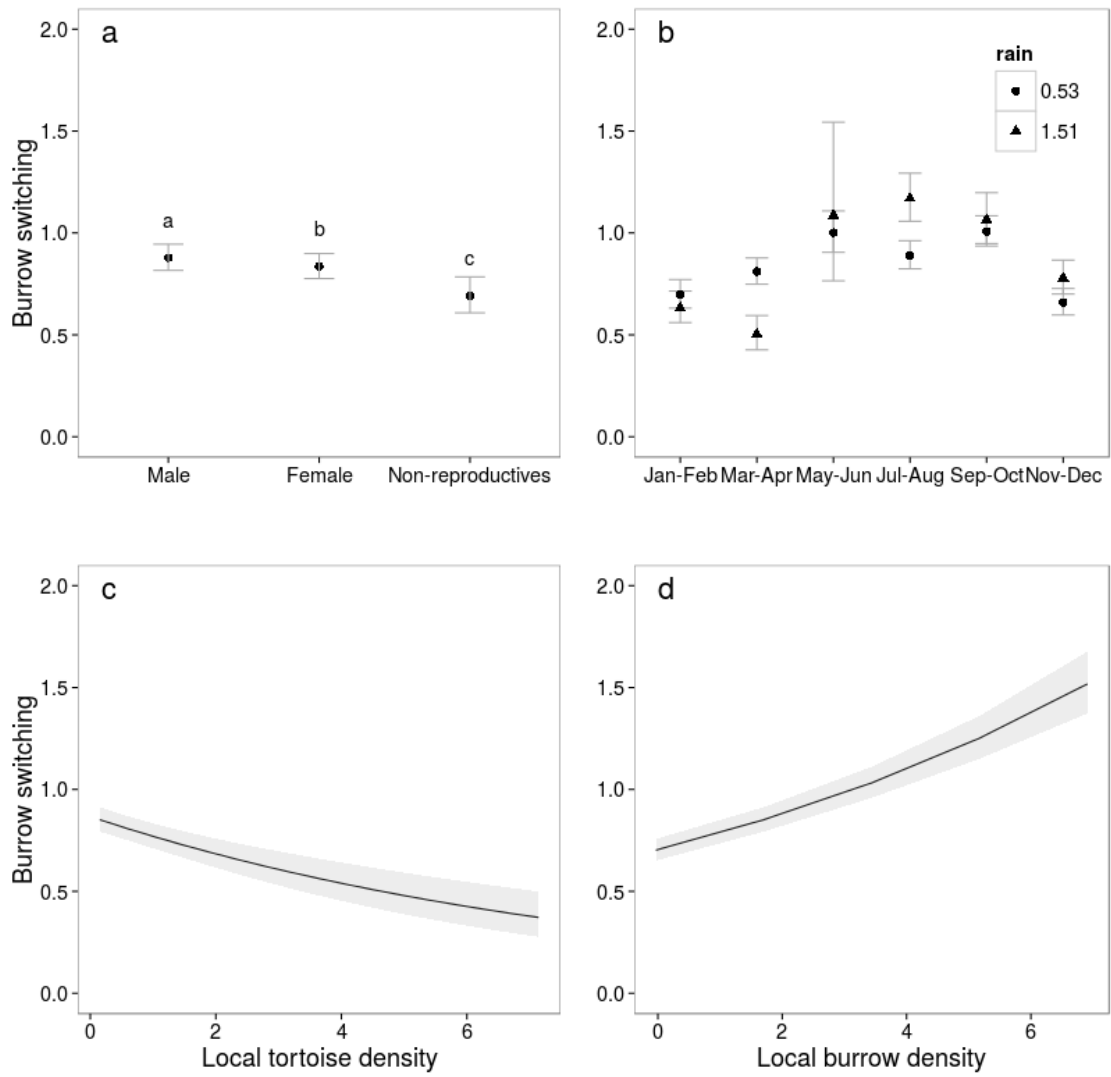 a
2.0
1.5
1.0
0.5
0.0
Burrow switching
a
b
c
Male Female Non-reproductives
b
2.0
1.5
1.0
0.5
0.0
rain
0.53
1.51
Jan-Feb Mar-Apr May-Jun Jul-Aug Sep-Oct Nov-Dec
c
2.0
1.5
1.0
0.5
0.0
Burrow switching
0 2 4 6
Local tortoise density
d
2.0
1.5
1.0
0.5
0.0
0 2 4 6
Local burrow density